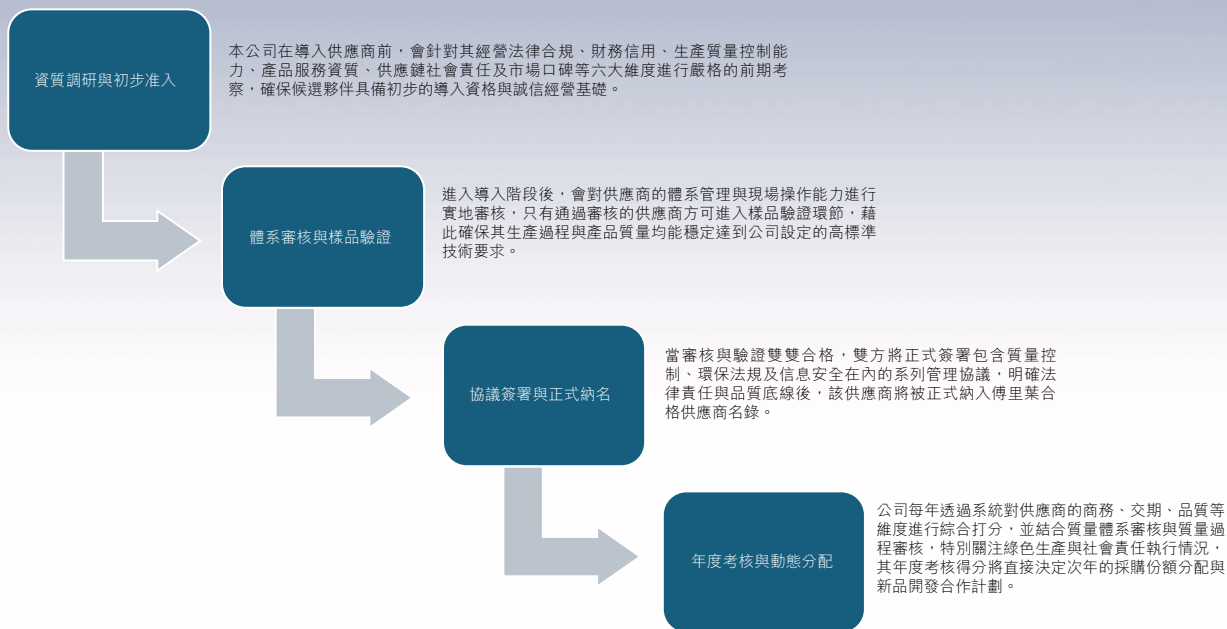 資質調研與初步准入
本公司在導入供應商前，會針對其經營法律合規、財務信用、生產質量控制能
力、產品服務資質、供應鏈社會責任及市場口碑等六大維度進行嚴格的前期考
察，確保候選夥伴具備初步的導入資格與誠信經營基礎。
體系審核與樣品驗證
進入導入階段後，會對供應商的體系管理與現場操作能力進行
實地審核，只有通過審核的供應商方可進入樣品驗證環節，藉
此確保其生產過程與產品質量均能穩定達到公司設定的高標準
技術要求。
協議簽署與正式納名
當審核與驗證雙雙合格，雙方將正式簽署包含質量控
制、環保法規及信息安全在內的系列管理協議，明確法
律責任與品質底線後，該供應商將被正式納入傅里葉合
格供應商名錄。
年度考核與動態分配
公司每年透過系統對供應商的商務、交期、品質等
維度進行綜合打分，並結合質量體系審核與質量過
程審核，特別關注綠色生產與社會責任執行情況，
其年度考核得分將直接決定次年的採購份額分配與
新品開發合作計劃。